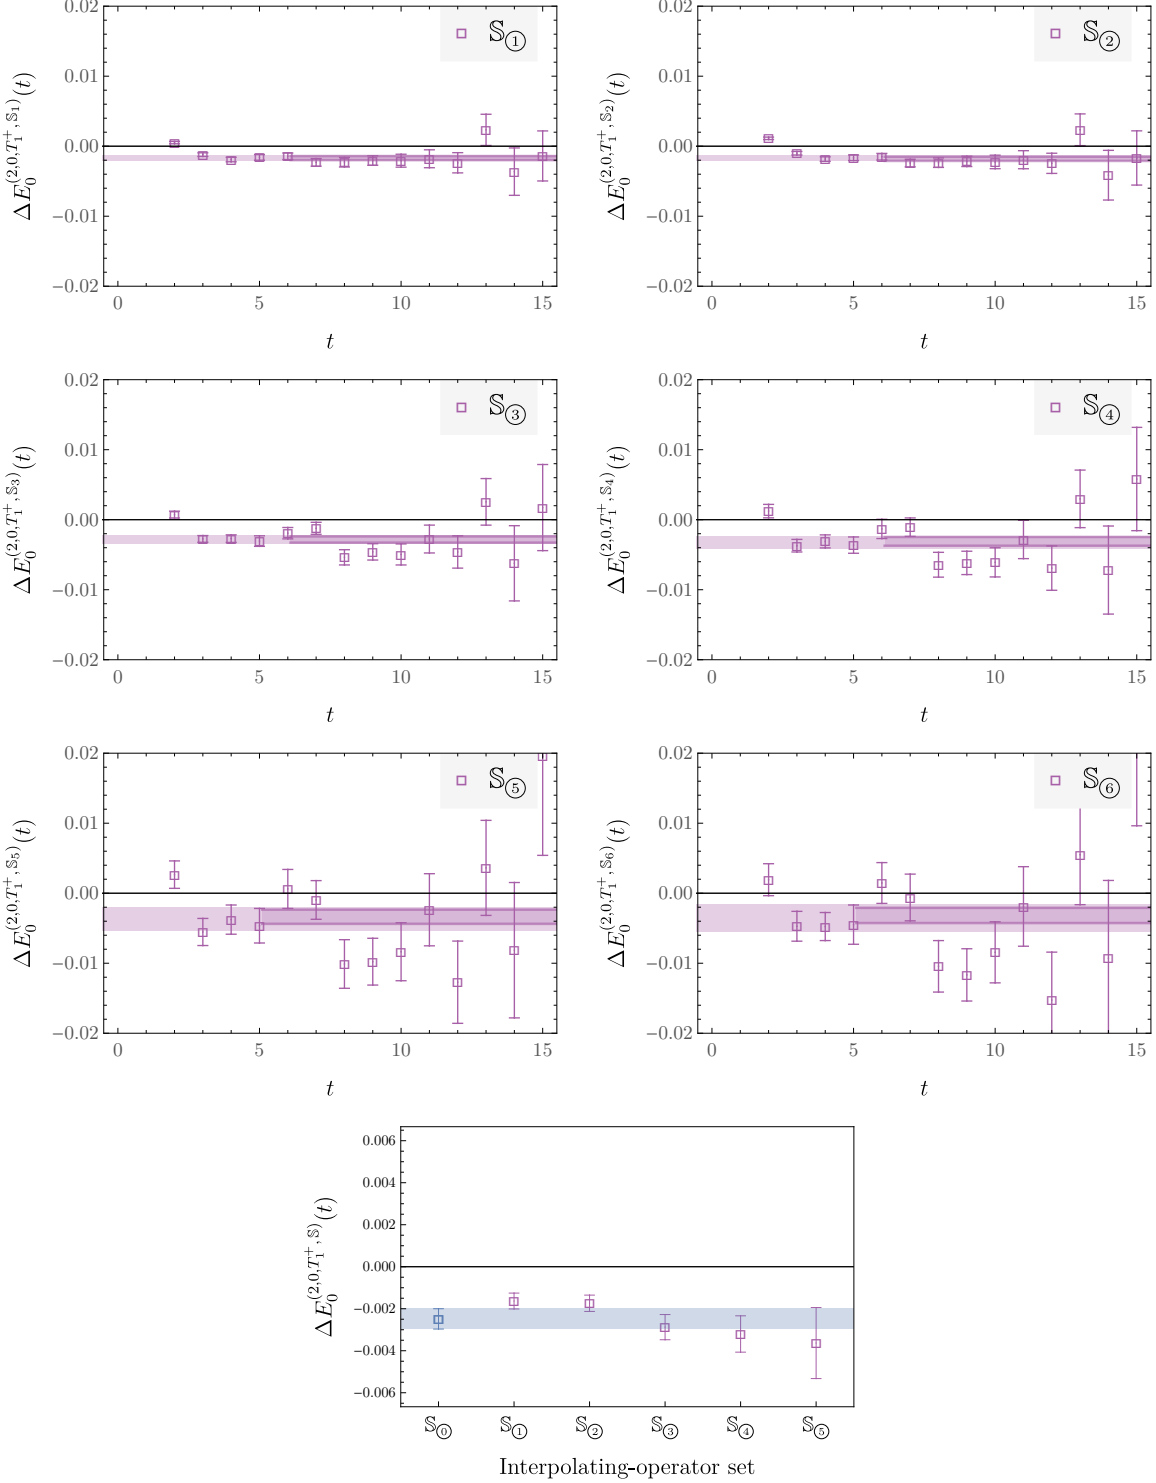 𝕊①
0.02
0.01
0.00
−0.01
−0.02
ΔE₀^(2,0,T₁⁺,𝕊₁)(t)
0 5 10 15
t
𝕊②
0.02
0.01
0.00
−0.01
−0.02
ΔE₀^(2,0,T₁⁺,𝕊₂)(t)
0 5 10 15
t
𝕊③
0.02
0.01
0.00
−0.01
−0.02
ΔE₀^(2,0,T₁⁺,𝕊₃)(t)
0 5 10 15
t
𝕊④
0.02
0.01
0.00
−0.01
−0.02
ΔE₀^(2,0,T₁⁺,𝕊₄)(t)
0 5 10 15
t
𝕊⑤
0.02
0.01
0.00
−0.01
−0.02
ΔE₀^(2,0,T₁⁺,𝕊₅)(t)
0 5 10 15
t
𝕊⑥
0.02
0.01
0.00
−0.01
−0.02
ΔE₀^(2,0,T₁⁺,𝕊₆)(t)
0 5 10 15
t
0.006
0.004
0.002
0.000
−0.002
−0.004
−0.006
ΔE₀^(2,0,T₁⁺,𝕊)(t)
𝕊⓪ 𝕊① 𝕊② 𝕊③ 𝕊④ 𝕊⑤
Interpolating-operator set